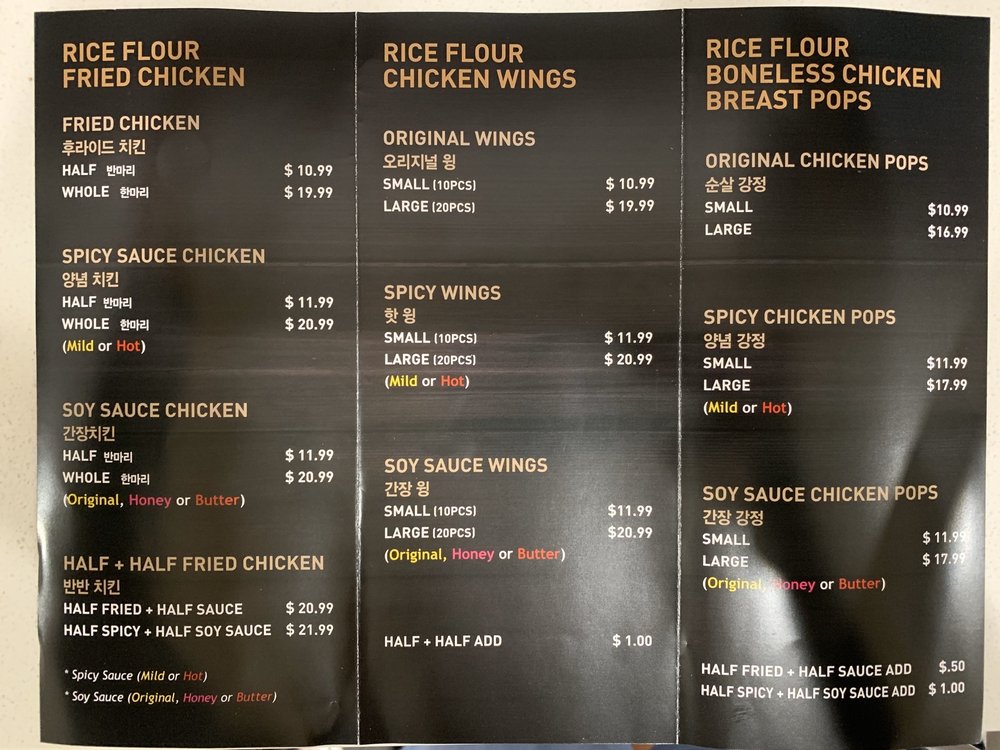 RICE FLOUR
FRIED CHICKEN
FRIED CHICKEN
후라이드 치킨
HALF 반마리 $ 10.99
WHOLE 한마리 $ 19.99
SPICY SAUCE CHICKEN
양념 치킨
HALF 반마리 $ 11.99
WHOLE 한마리 $ 20.99
(Mild or Hot)
SOY SAUCE CHICKEN
간장치킨
HALF 반마리 $ 11.99
WHOLE 한마리 $ 20.99
(Original, Honey or Butter)
HALF + HALF FRIED CHICKEN
반반 치킨
HALF FRIED + HALF SAUCE $ 20.99
HALF SPICY + HALF SOY SAUCE $ 21.99
* Spicy Sauce (Mild or Hot)
* Soy Sauce (Original, Honey or Butter)
RICE FLOUR
CHICKEN WINGS
ORIGINAL WINGS
오리지널 윙
SMALL (10PCS) $ 10.99
LARGE (20PCS) $ 19.99
SPICY WINGS
핫 윙
SMALL (10PCS) $ 11.99
LARGE (20PCS) $ 20.99
(Mild or Hot)
SOY SAUCE WINGS
간장 윙
SMALL (10PCS) $11.99
LARGE (20PCS) $20.99
(Original, Honey or Butter)
HALF + HALF ADD $ 1.00
RICE FLOUR
BONELESS CHICKEN
BREAST POPS
ORIGINAL CHICKEN POPS
순살 강정
SMALL $10.99
LARGE $16.99
SPICY CHICKEN POPS
양념 강정
SMALL $11.99
LARGE $17.99
(Mild or Hot)
SOY SAUCE CHICKEN POPS
간장 강정
SMALL $ 11.99
LARGE $ 17.99
(Original, Honey or Butter)
HALF FRIED + HALF SAUCE ADD $.50
HALF SPICY + HALF SOY SAUCE ADD $ 1.00